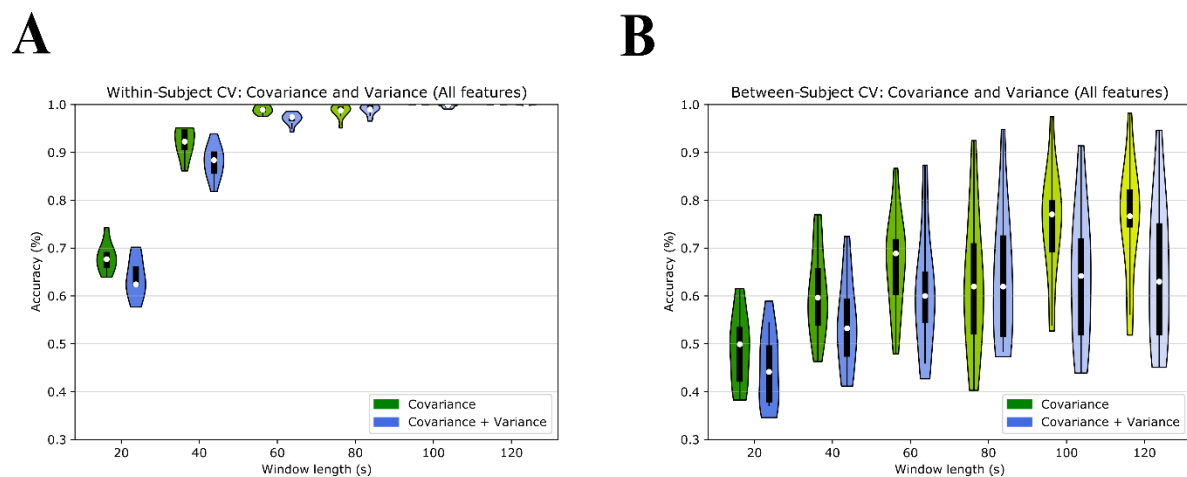 A
B
Within-Subject CV: Covariance and Variance (All features)
1.0
0.9
0.8
0.7
0.6
0.5
0.4
0.3
Accuracy (%)
Covariance
Covariance + Variance
20 40 60 80 100 120
Window length (s)
Between-Subject CV: Covariance and Variance (All features)
1.0
0.9
0.8
0.7
0.6
0.5
0.4
0.3
Accuracy (%)
Covariance
Covariance + Variance
20 40 60 80 100 120
Window length (s)